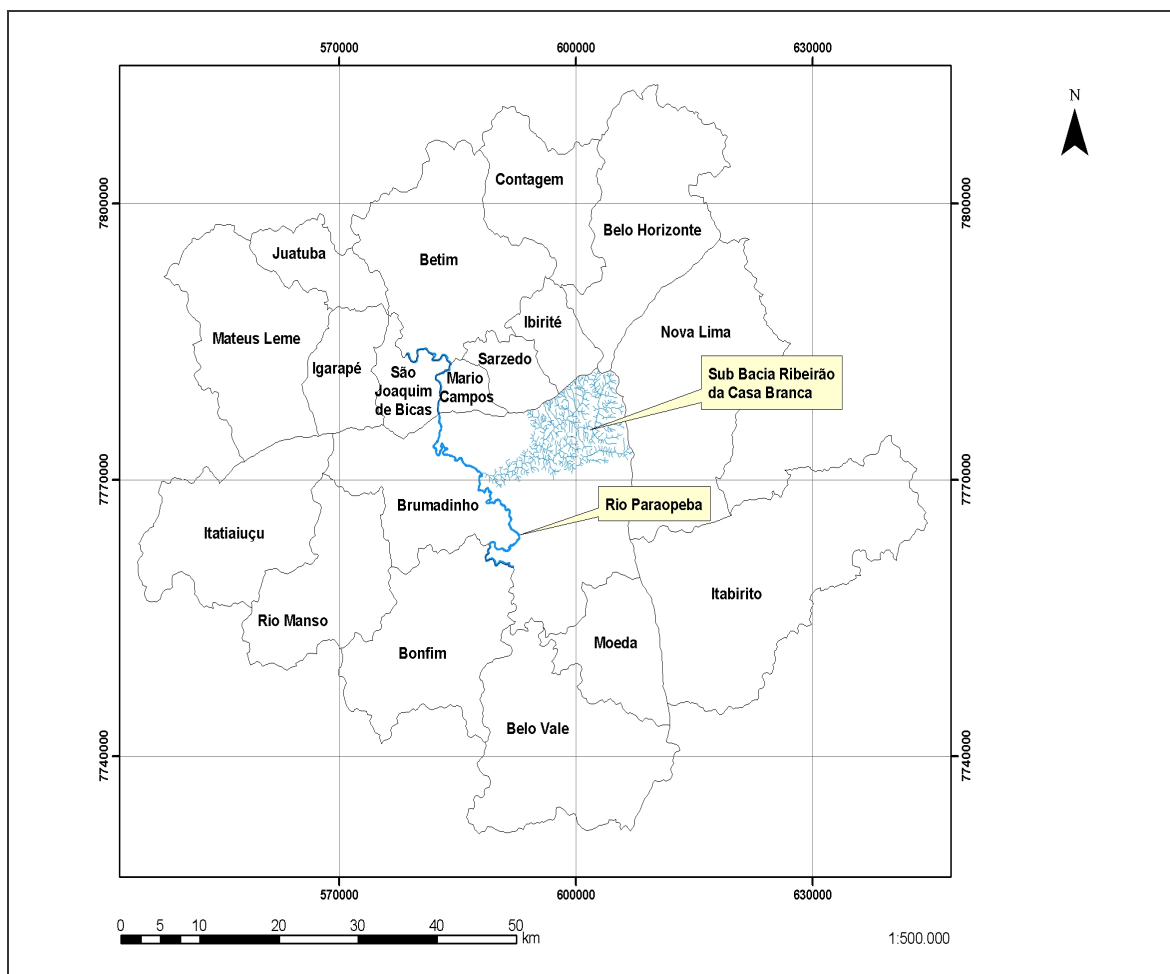 570000
600000
630000
N
7800000
7800000
Contagem
Belo Horizonte
Juatuba
Betim
Ibirité
Nova Lima
Mateus Leme
Sarzedo
Igarapé
São
Joaquim
de Bicas
Mario
Campos
Sub Bacia Ribeirão
da Casa Branca
7770000
7770000
Brumadinho
Rio Paraopeba
Itatiaiuçu
Itabirito
Rio Manso
Moeda
Bonfim
Belo Vale
7740000
7740000
570000
600000
630000
0 5 10 20 30 40 50
km
1:500.000